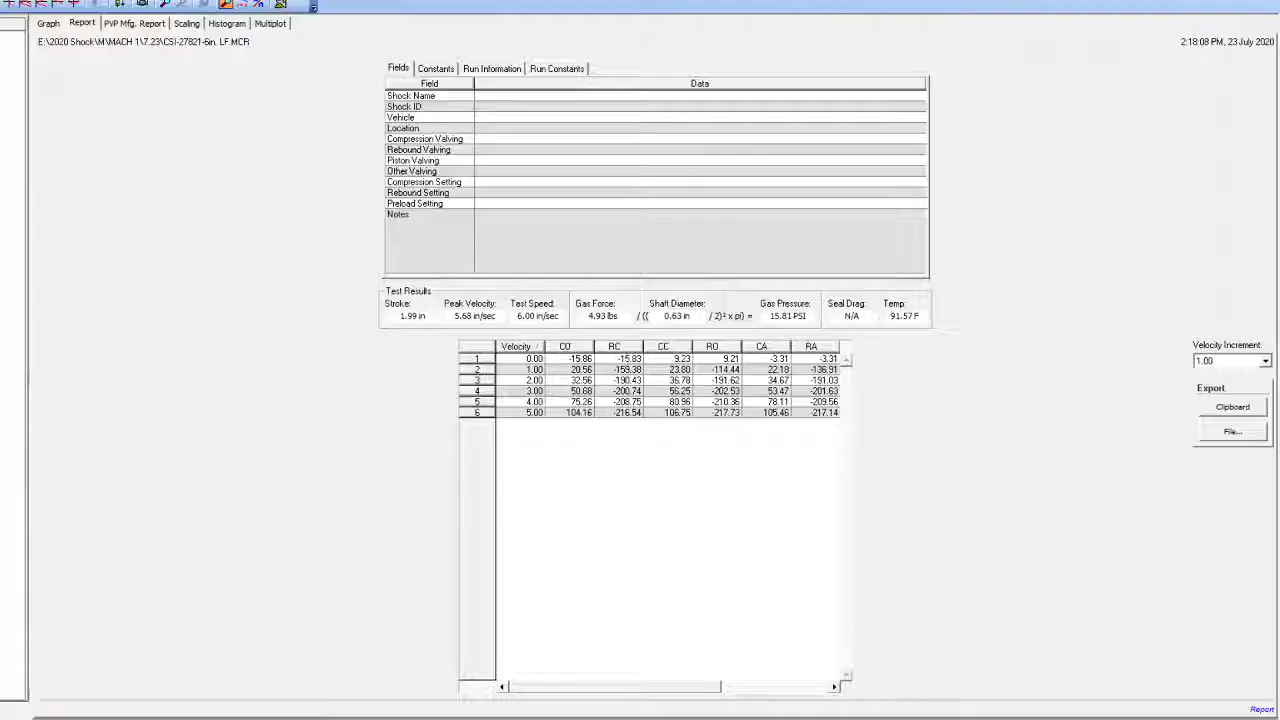 Graph Report PVP Mfg. Report Scaling Histogram Multiplot
E:\2020 Shock\M\MACH 1\7.23\CSI-27821-6in. LF.MCR 2:18:08 PM, 23 July 2020
Fields Constants Run Information Run Constants
Field Data
Shock Name
Shock ID
Vehicle
Location
Compression Valving
Rebound Valving
Piston Valving
Other Valving
Compression Setting
Rebound Setting
Preload Setting
Notes
Test Results
Stroke: Peak Velocity: Test Speed: Gas Force: Shaft Diameter: Gas Pressure: Seal Drag: Temp:
1.99 in 5.68 in/sec 6.00 in/sec 4.93 lbs / (( 0.63 in / 2)² x pi) = 15.81 PSI N/A 91.57 F
Velocity CO RC CC RO CA RA
1 0.00 -15.86 -15.83 9.23 9.21 -3.31 -3.31
2 1.00 20.56 -159.38 23.80 -114.44 22.18 -136.91
3 2.00 32.56 -190.43 36.78 -191.62 34.67 -191.03
4 3.00 50.68 -200.74 56.25 -202.53 53.47 -201.63
5 4.00 75.26 -208.75 80.96 -210.36 78.11 -209.56
6 5.00 104.16 -216.54 106.75 -217.73 105.46 -217.14
Velocity Increment:
1.00
Export
Clipboard
File...
Report